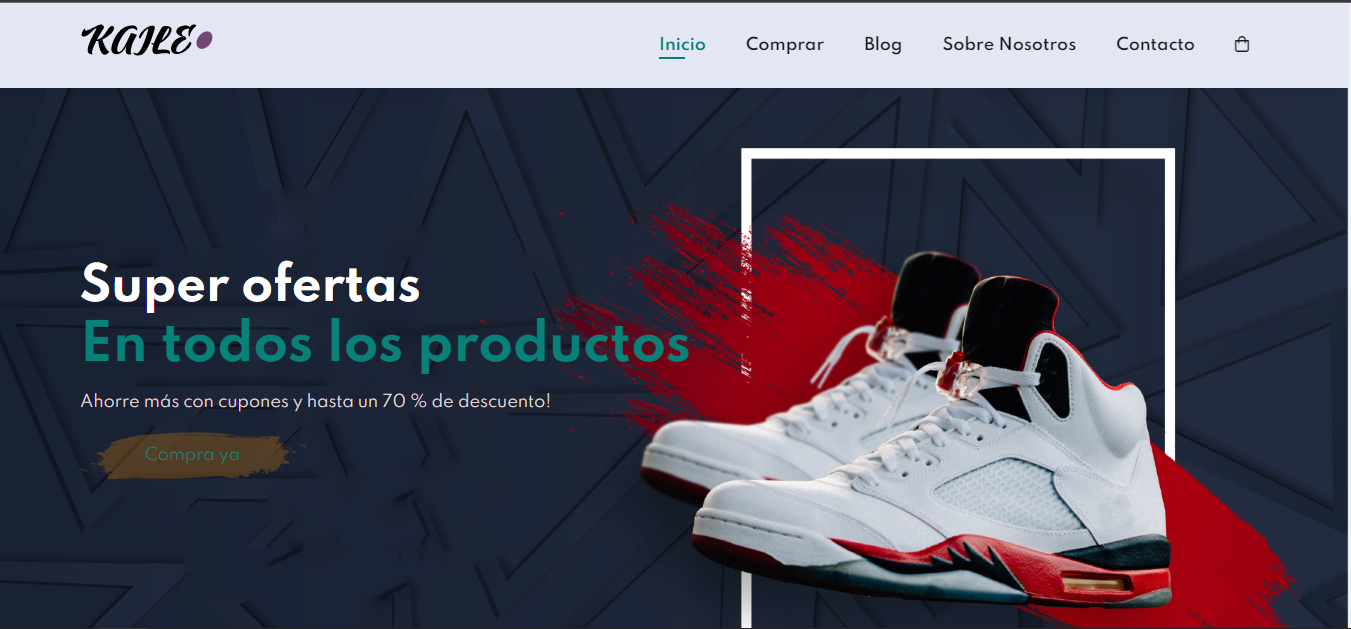 KAILE
Inicio Comprar Blog Sobre Nosotros Contacto
Super ofertas
En todos los productos
Ahorre más con cupones y hasta un 70 % de descuento!
Compra ya